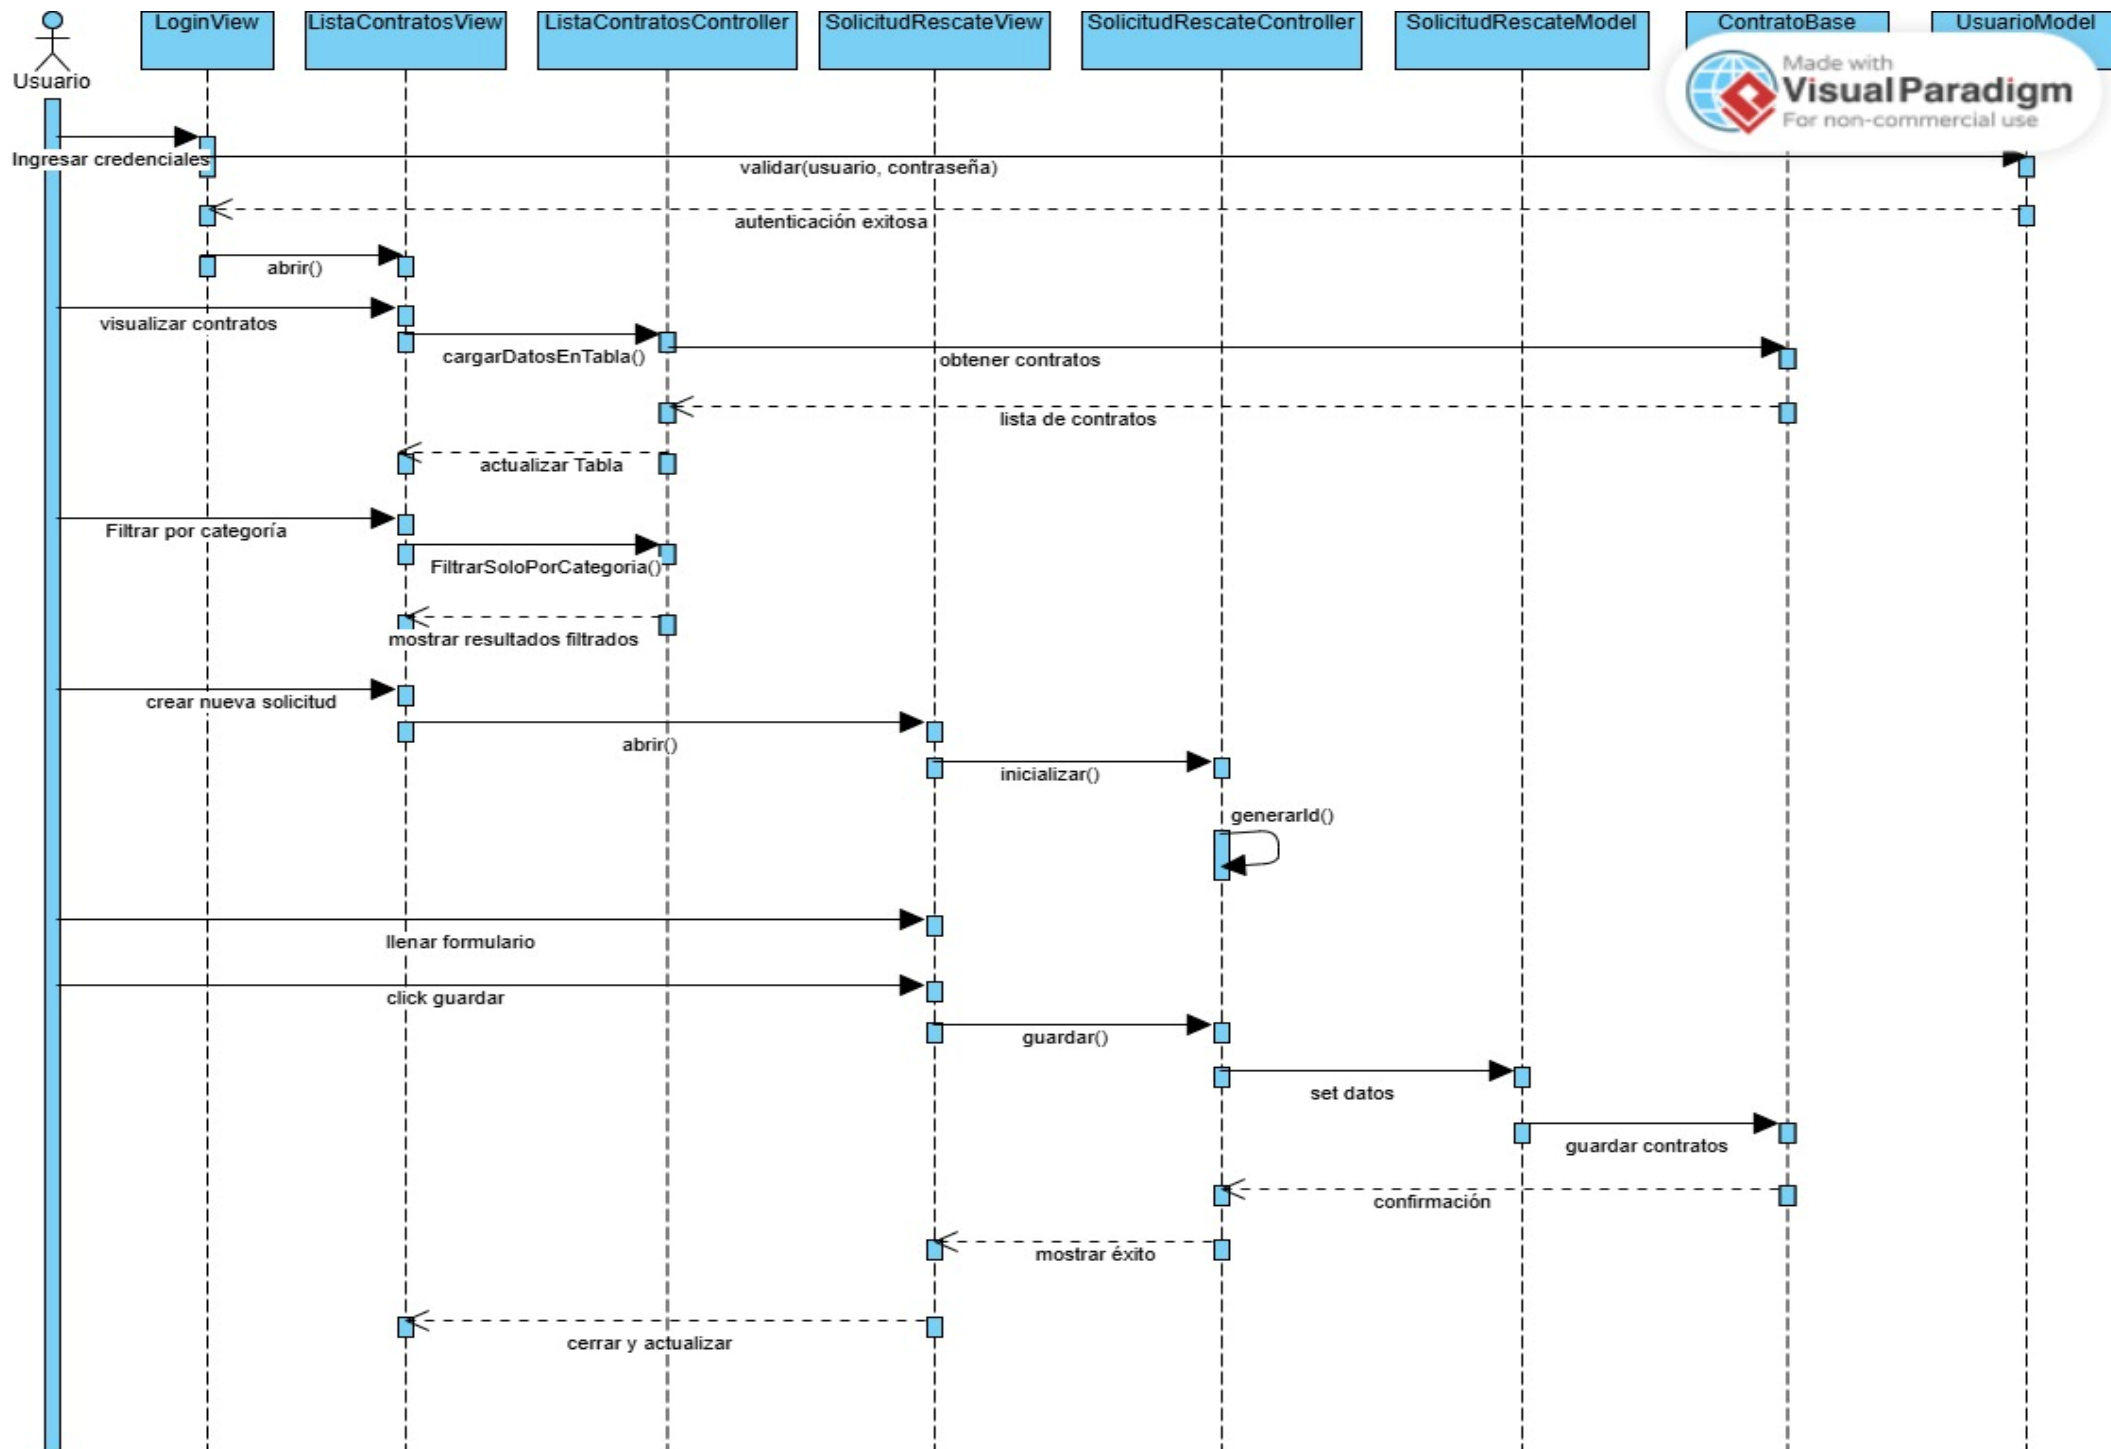 LoginView
ListaContratosView
ListaContratosController
SolicitudRescateView
SolicitudRescateController
SolicitudRescateModel
ContratoBase
UsuarioModel
Usuario
Made with
Visual Paradigm
For non-commercial use
Ingresar credenciales
validar(usuario, contraseña)
autenticación exitosa
abrir()
visualizar contratos
cargarDatosEnTabla()
obtener contratos
lista de contratos
actualizar Tabla
Filtrar por categoría
FiltrarSoloPorCategoria()
mostrar resultados filtrados
crear nueva solicitud
abrir()
inicializar()
generarId()
llenar formulario
click guardar
guardar()
set datos
guardar contratos
confirmación
mostrar éxito
cerrar y actualizar